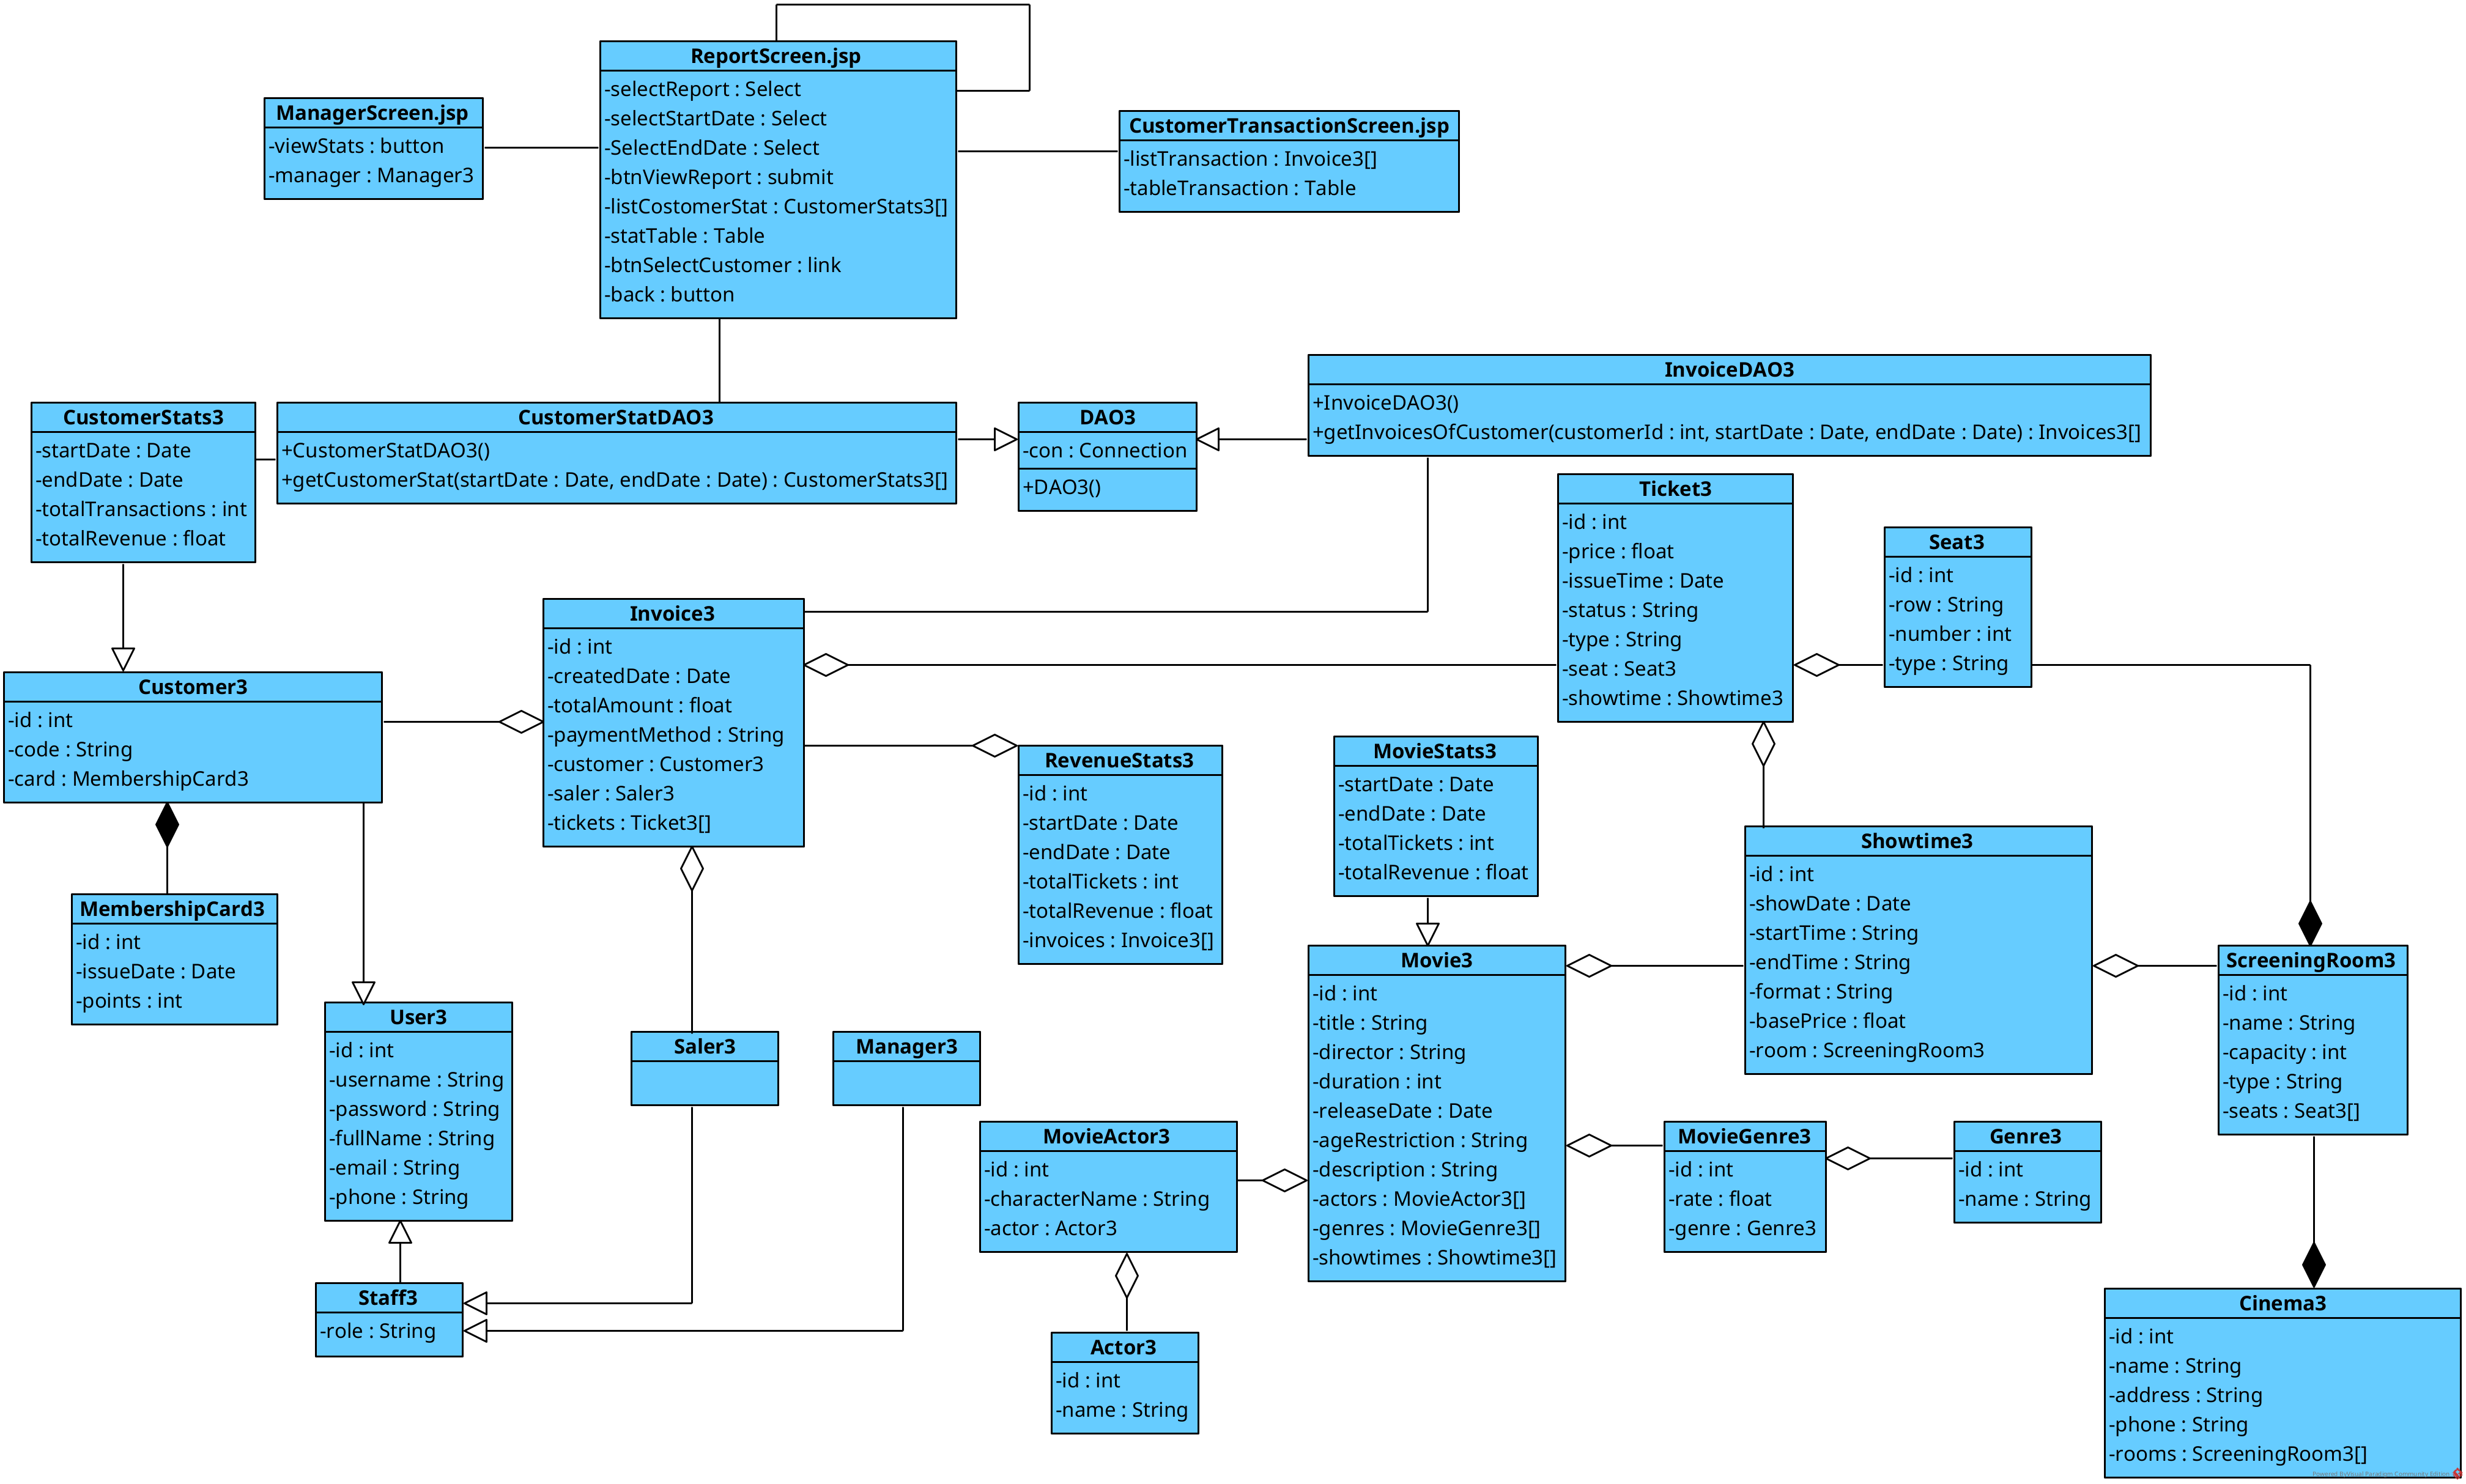 ReportScreen.jsp
-selectReport : Select
-selectStartDate : Select
-SelectEndDate : Select
-btnViewReport : submit
-listCostomerStat : CustomerStats3[]
-statTable : Table
-btnSelectCustomer : link
-back : button
ManagerScreen.jsp
-viewStats : button
-manager : Manager3
CustomerTransactionScreen.jsp
-listTransaction : Invoice3[]
-tableTransaction : Table
CustomerStats3
-startDate : Date
-endDate : Date
-totalTransactions : int
-totalRevenue : float
CustomerStatDAO3
+CustomerStatDAO3()
+getCustomerStat(startDate : Date, endDate : Date) : CustomerStats3[]
DAO3
-con : Connection
+DAO3()
InvoiceDAO3
+InvoiceDAO3()
+getInvoicesOfCustomer(customerId : int, startDate : Date, endDate : Date) : Invoices3[]
Ticket3
-id : int
-price : float
-issueTime : Date
-status : String
-type : String
-seat : Seat3
-showtime : Showtime3
Seat3
-id : int
-row : String
-number : int
-type : String
Invoice3
-id : int
-createdDate : Date
-totalAmount : float
-paymentMethod : String
-customer : Customer3
-saler : Saler3
-tickets : Ticket3[]
Customer3
-id : int
-code : String
-card : MembershipCard3
RevenueStats3
-id : int
-startDate : Date
-endDate : Date
-totalTickets : int
-totalRevenue : float
-invoices : Invoice3[]
MovieStats3
-startDate : Date
-endDate : Date
-totalTickets : int
-totalRevenue : float
Showtime3
-id : int
-showDate : Date
-startTime : String
-endTime : String
-format : String
-basePrice : float
-room : ScreeningRoom3
MembershipCard3
-id : int
-issueDate : Date
-points : int
User3
-id : int
-username : String
-password : String
-fullName : String
-email : String
-phone : String
Saler3
Manager3
Movie3
-id : int
-title : String
-director : String
-duration : int
-releaseDate : Date
-ageRestriction : String
-description : String
-actors : MovieActor3[]
-genres : MovieGenre3[]
-showtimes : Showtime3[]
ScreeningRoom3
-id : int
-name : String
-capacity : int
-type : String
-seats : Seat3[]
MovieActor3
-id : int
-characterName : String
-actor : Actor3
MovieGenre3
-id : int
-rate : float
-genre : Genre3
Genre3
-id : int
-name : String
Staff3
-role : String
Actor3
-id : int
-name : String
Cinema3
-id : int
-name : String
-address : String
-phone : String
-rooms : ScreeningRoom3[]
Powered By Visual Paradigm Community Edition